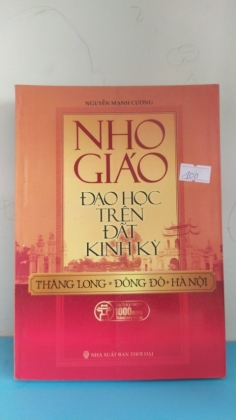 NGUYỄN MẠNH CƯỜNG
NHO
GIÁO
ĐẠO HỌC
TRÊN
ĐẤT
KINH KỲ
THĂNG LONG - ĐÔNG ĐÔ - HÀ NỘI
1000
NHÀ XUẤT BẢN THỜI ĐẠI